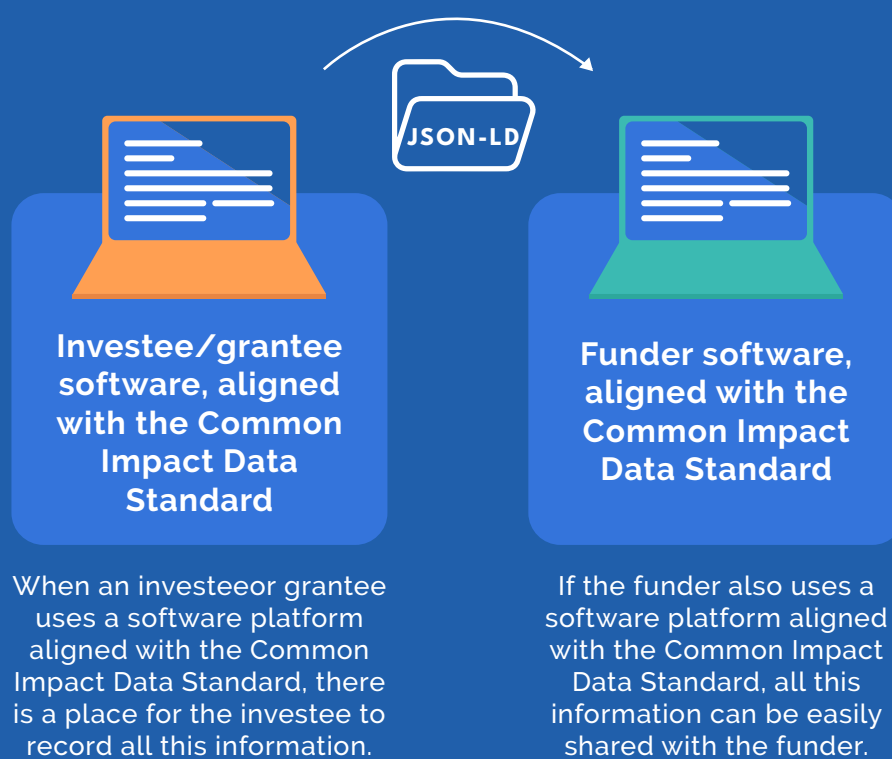 JSON-LD
Investee/grantee
software, aligned
with the Common
Impact Data
Standard
When an investeeor grantee
uses a software platform
aligned with the Common
Impact Data Standard, there
is a place for the investee to
record all this information.
Funder software,
aligned with the
Common Impact
Data Standard
If the funder also uses a
software platform aligned
with the Common Impact
Data Standard, all this
information can be easily
shared with the funder.